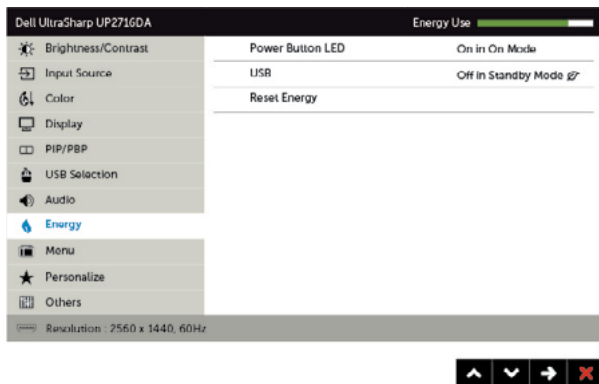 Dell UltraSharp UP2716DA Energy Use
Brightness/Contrast Power Button LED On in On Mode
Input Source USB Off in Standby Mode
Color Reset Energy
Display
PIP/PBP
USB Selection
Audio
Energy
Menu
Personalize
Others
Resolution : 2560 x 1440, 60Hz